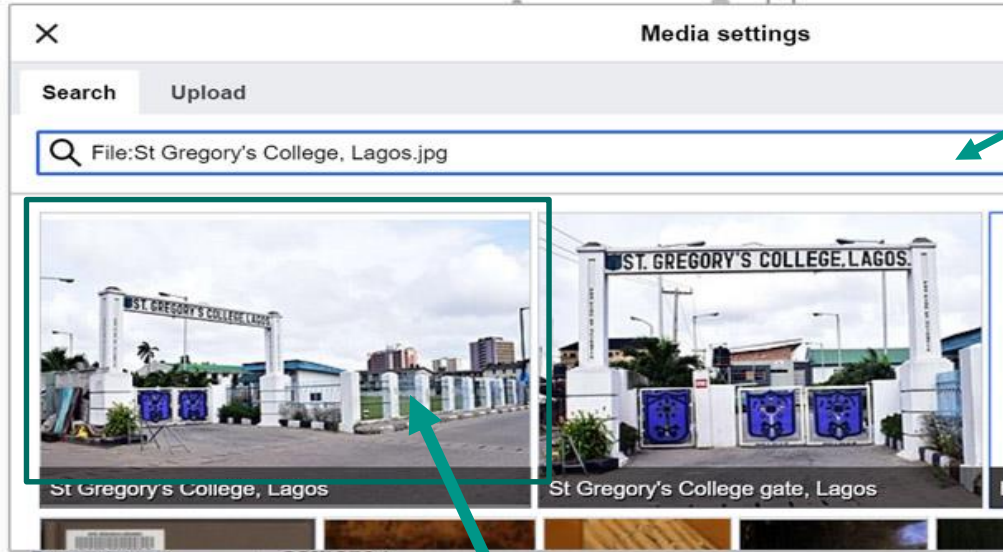 Media settings
Search Upload
File:St Gregory's College, Lagos.jpg
ST. GREGORY'S COLLEGE LAGOS
ST. GREGORY'S COLLEGE, LAGOS.
St Gregory's College, Lagos
St Gregory's College gate, Lagos